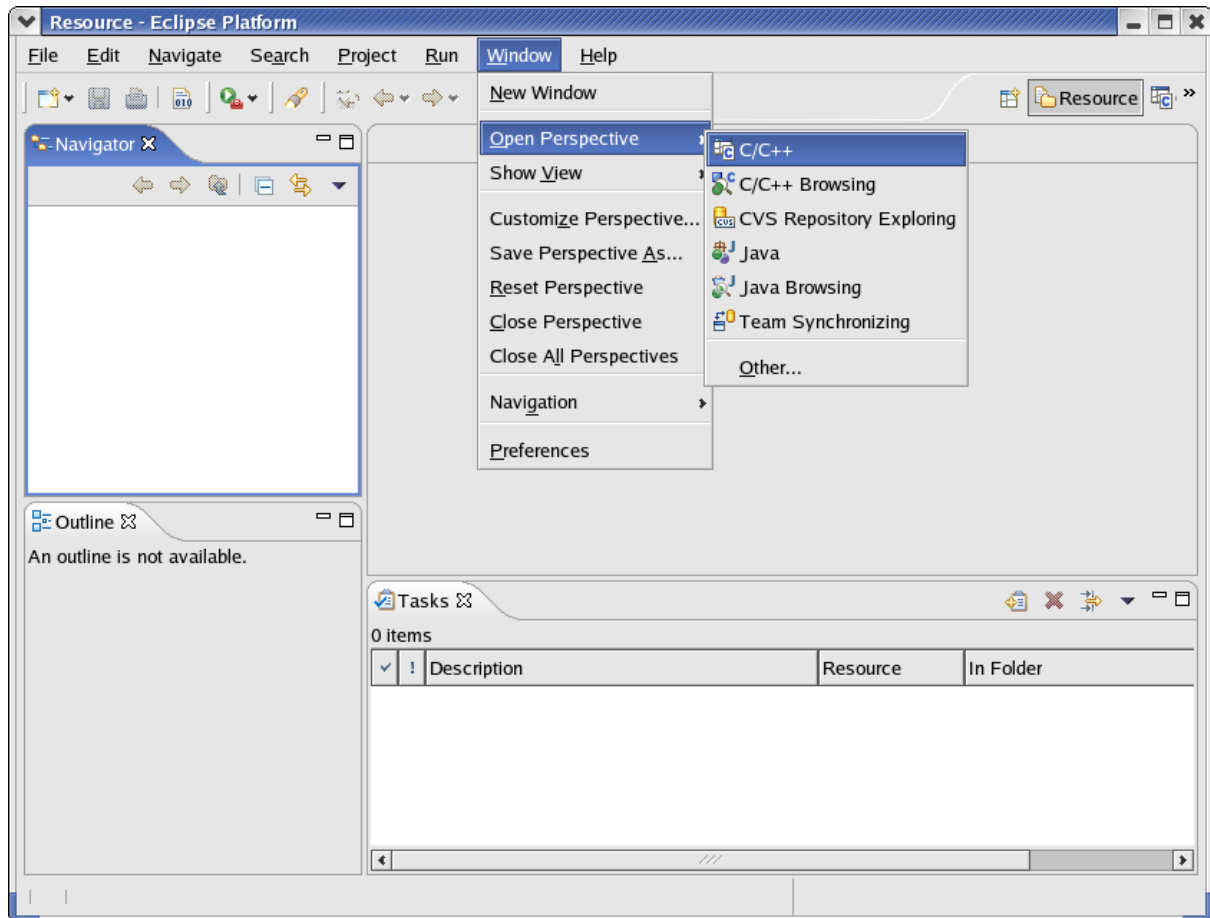 Resource - Eclipse Platform
File Edit Navigate Search Project Run Window Help
Resource
Navigator
New Window
Open Perspective
Show View
Customize Perspective...
Save Perspective As...
Reset Perspective
Close Perspective
Close All Perspectives
Navigation
Preferences
C/C++
C/C++ Browsing
CVS Repository Exploring
Java
Java Browsing
Team Synchronizing
Other...
Outline
An outline is not available.
Tasks
0 items
! Description Resource In Folder